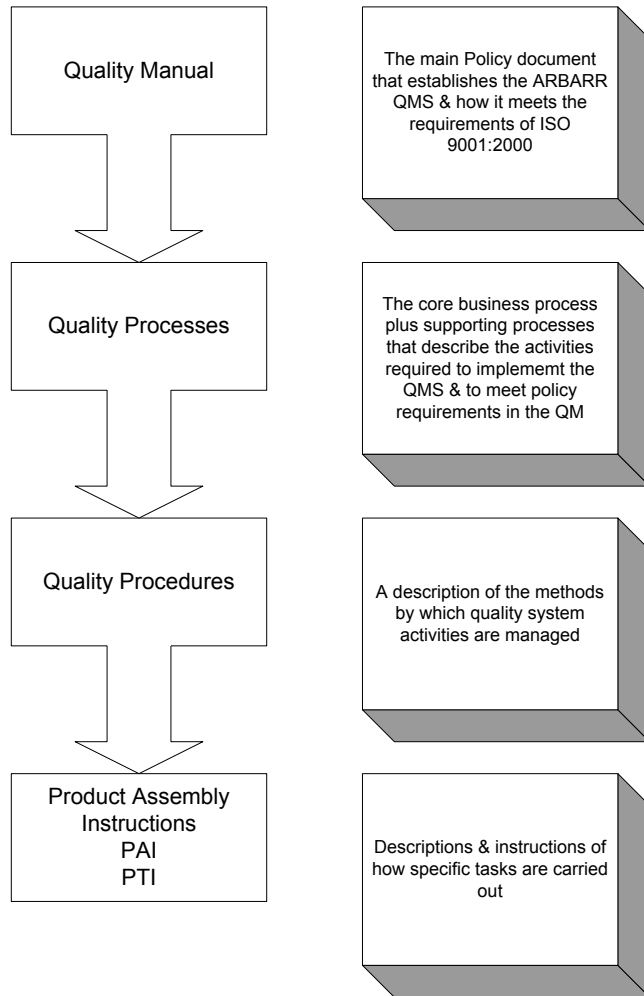 Quality Manual
The main Policy document
that establishes the ARBARR
QMS & how it meets the
requirements of ISO
9001:2000
Quality Processes
The core business process
plus supporting processes
that describe the activities
required to implememt the
QMS & to meet policy
requirements in the QM
Quality Procedures
A description of the methods
by which quality system
activities are managed
Product Assembly
Instructions
PAI
PTI
Descriptions & instructions of
how specific tasks are carried
out